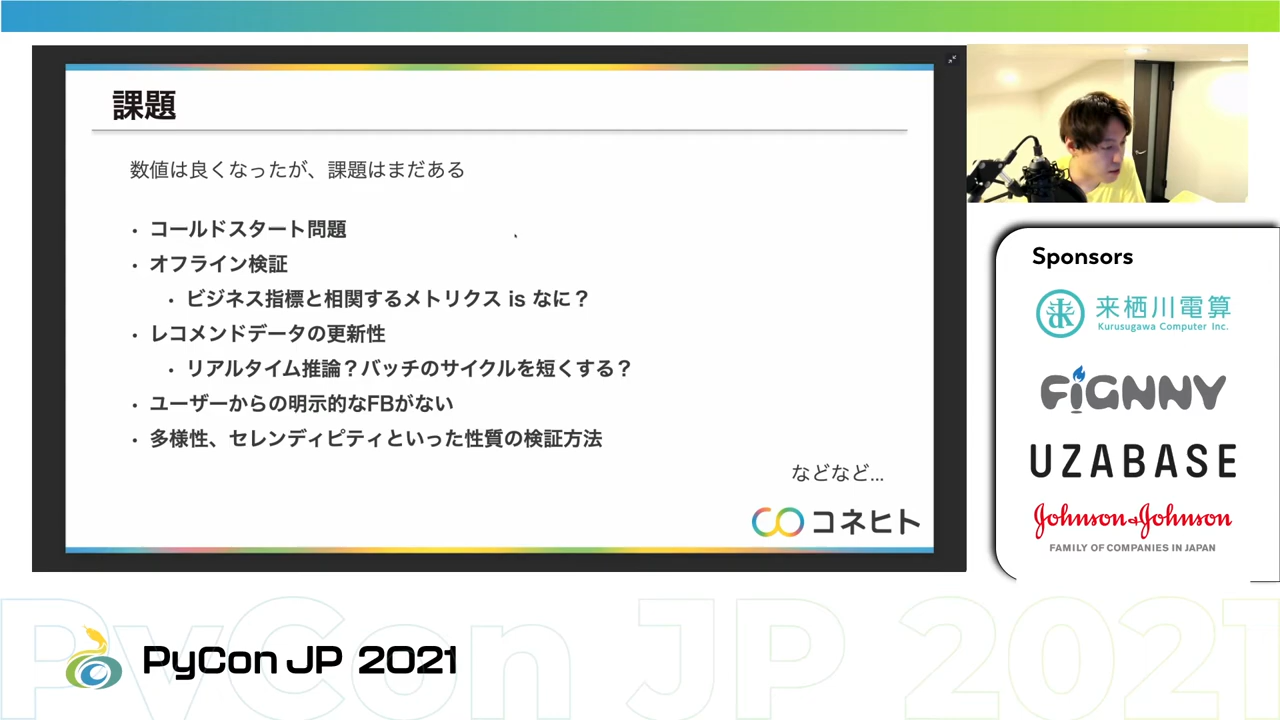 課題
数値は良くなったが、課題はまだある
・コールドスタート問題
・オフライン検証
・ビジネス指標と相関するメトリクス is なに？
・レコメンドデータの更新性
・リアルタイム推論？バッチのサイクルを短くする？
・ユーザーからの明示的なFBがない
・多様性、セレンディピティといった性質の検証方法
などなど...
コネヒト
Sponsors
来栖川電算
Kurusugawa Computer Inc.
FiGNNY
UZABASE
Johnson & Johnson
FAMILY OF COMPANIES IN JAPAN
PyCon JP 2021
PyCon JP 2021